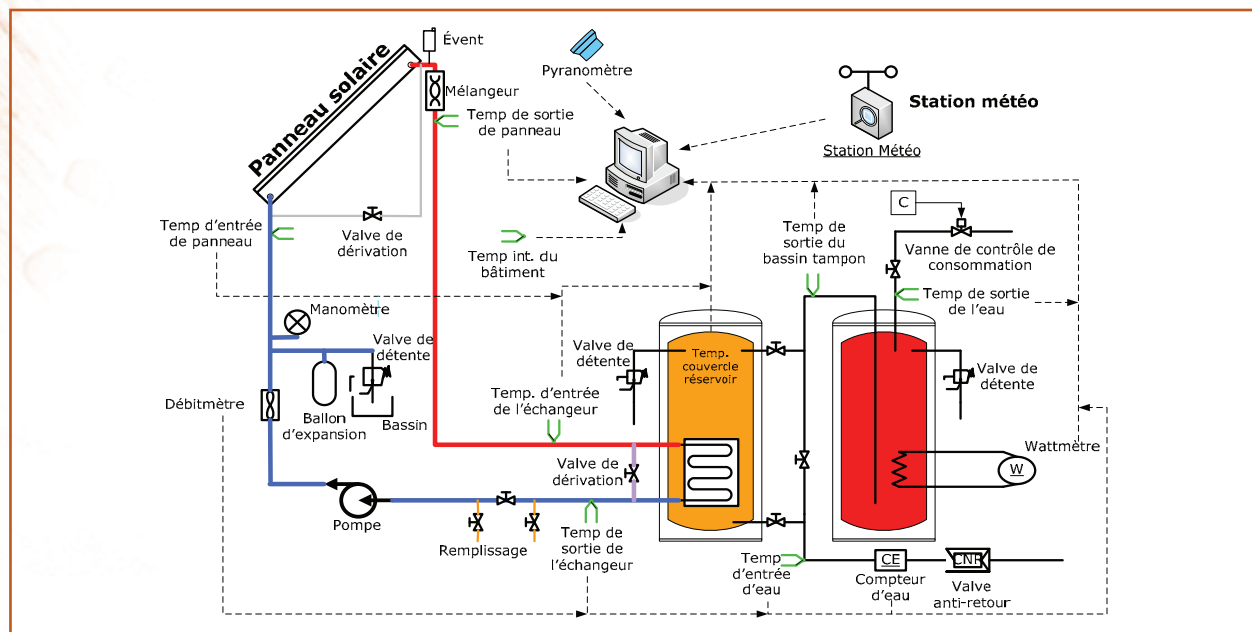 Évent
Pyranomètre
Panneau solaire
Mélangeur
Station météo
Temp de sortie
de panneau
Station Météo
C
Temp d'entrée
de panneau
Valve de
dérivation
Temp int. du
bâtiment
Temp de
sortie du
bassin tampon
Vanne de contrôle de
consommation
Temp de sortie
de l'eau
Manomètre
Valve de
détente
Valve de
détente
Temp.
couvercle
réservoir
Valve de
détente
Débitmètre
Ballon
d'expansion
Bassin
Temp. d'entrée
de l'échangeur
Wattmètre
Valve de
dérivation
W
Pompe
Remplissage
Temp de
sortie de
l'échangeur
Temp
d'entrée
d'eau
CE
Compteur
d'eau
CNR
Valve
anti-retour